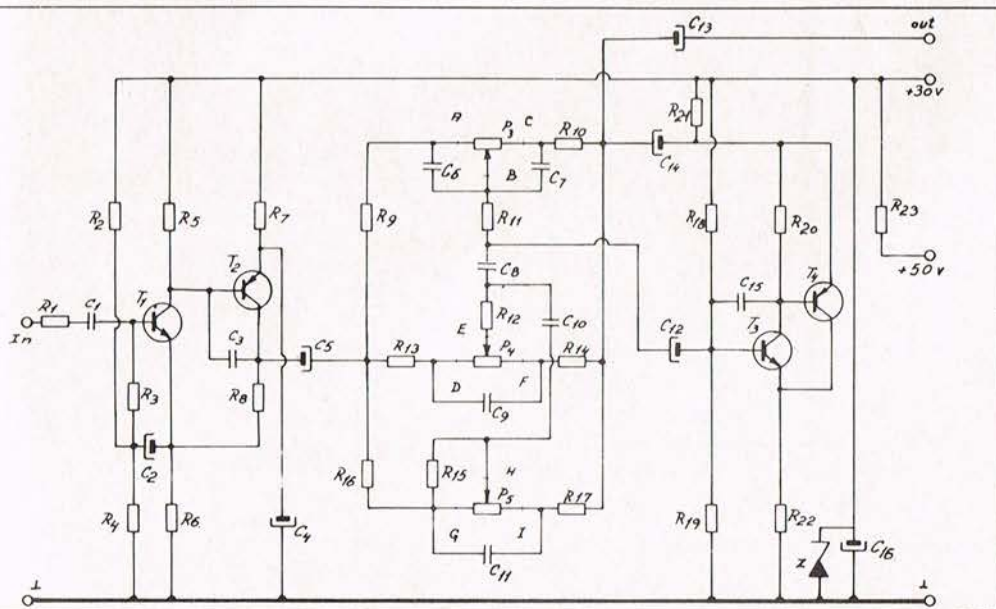 C13
out
+30v
A
P3
C
R10
R21
C14
C6
B
C7
R2
R5
R7
R9
R11
R18
R20
R23
+50v
T2
C8
C15
T4
R1
C1
T1
In
E
R12
C10
C12
T3
C3
C5
R13
P4
R14
R3
R8
D
F
C9
C2
R16
R15
H
P5
R17
R4
R6
C4
G
I
C11
R19
R22
Z
C16
⊥
⊥